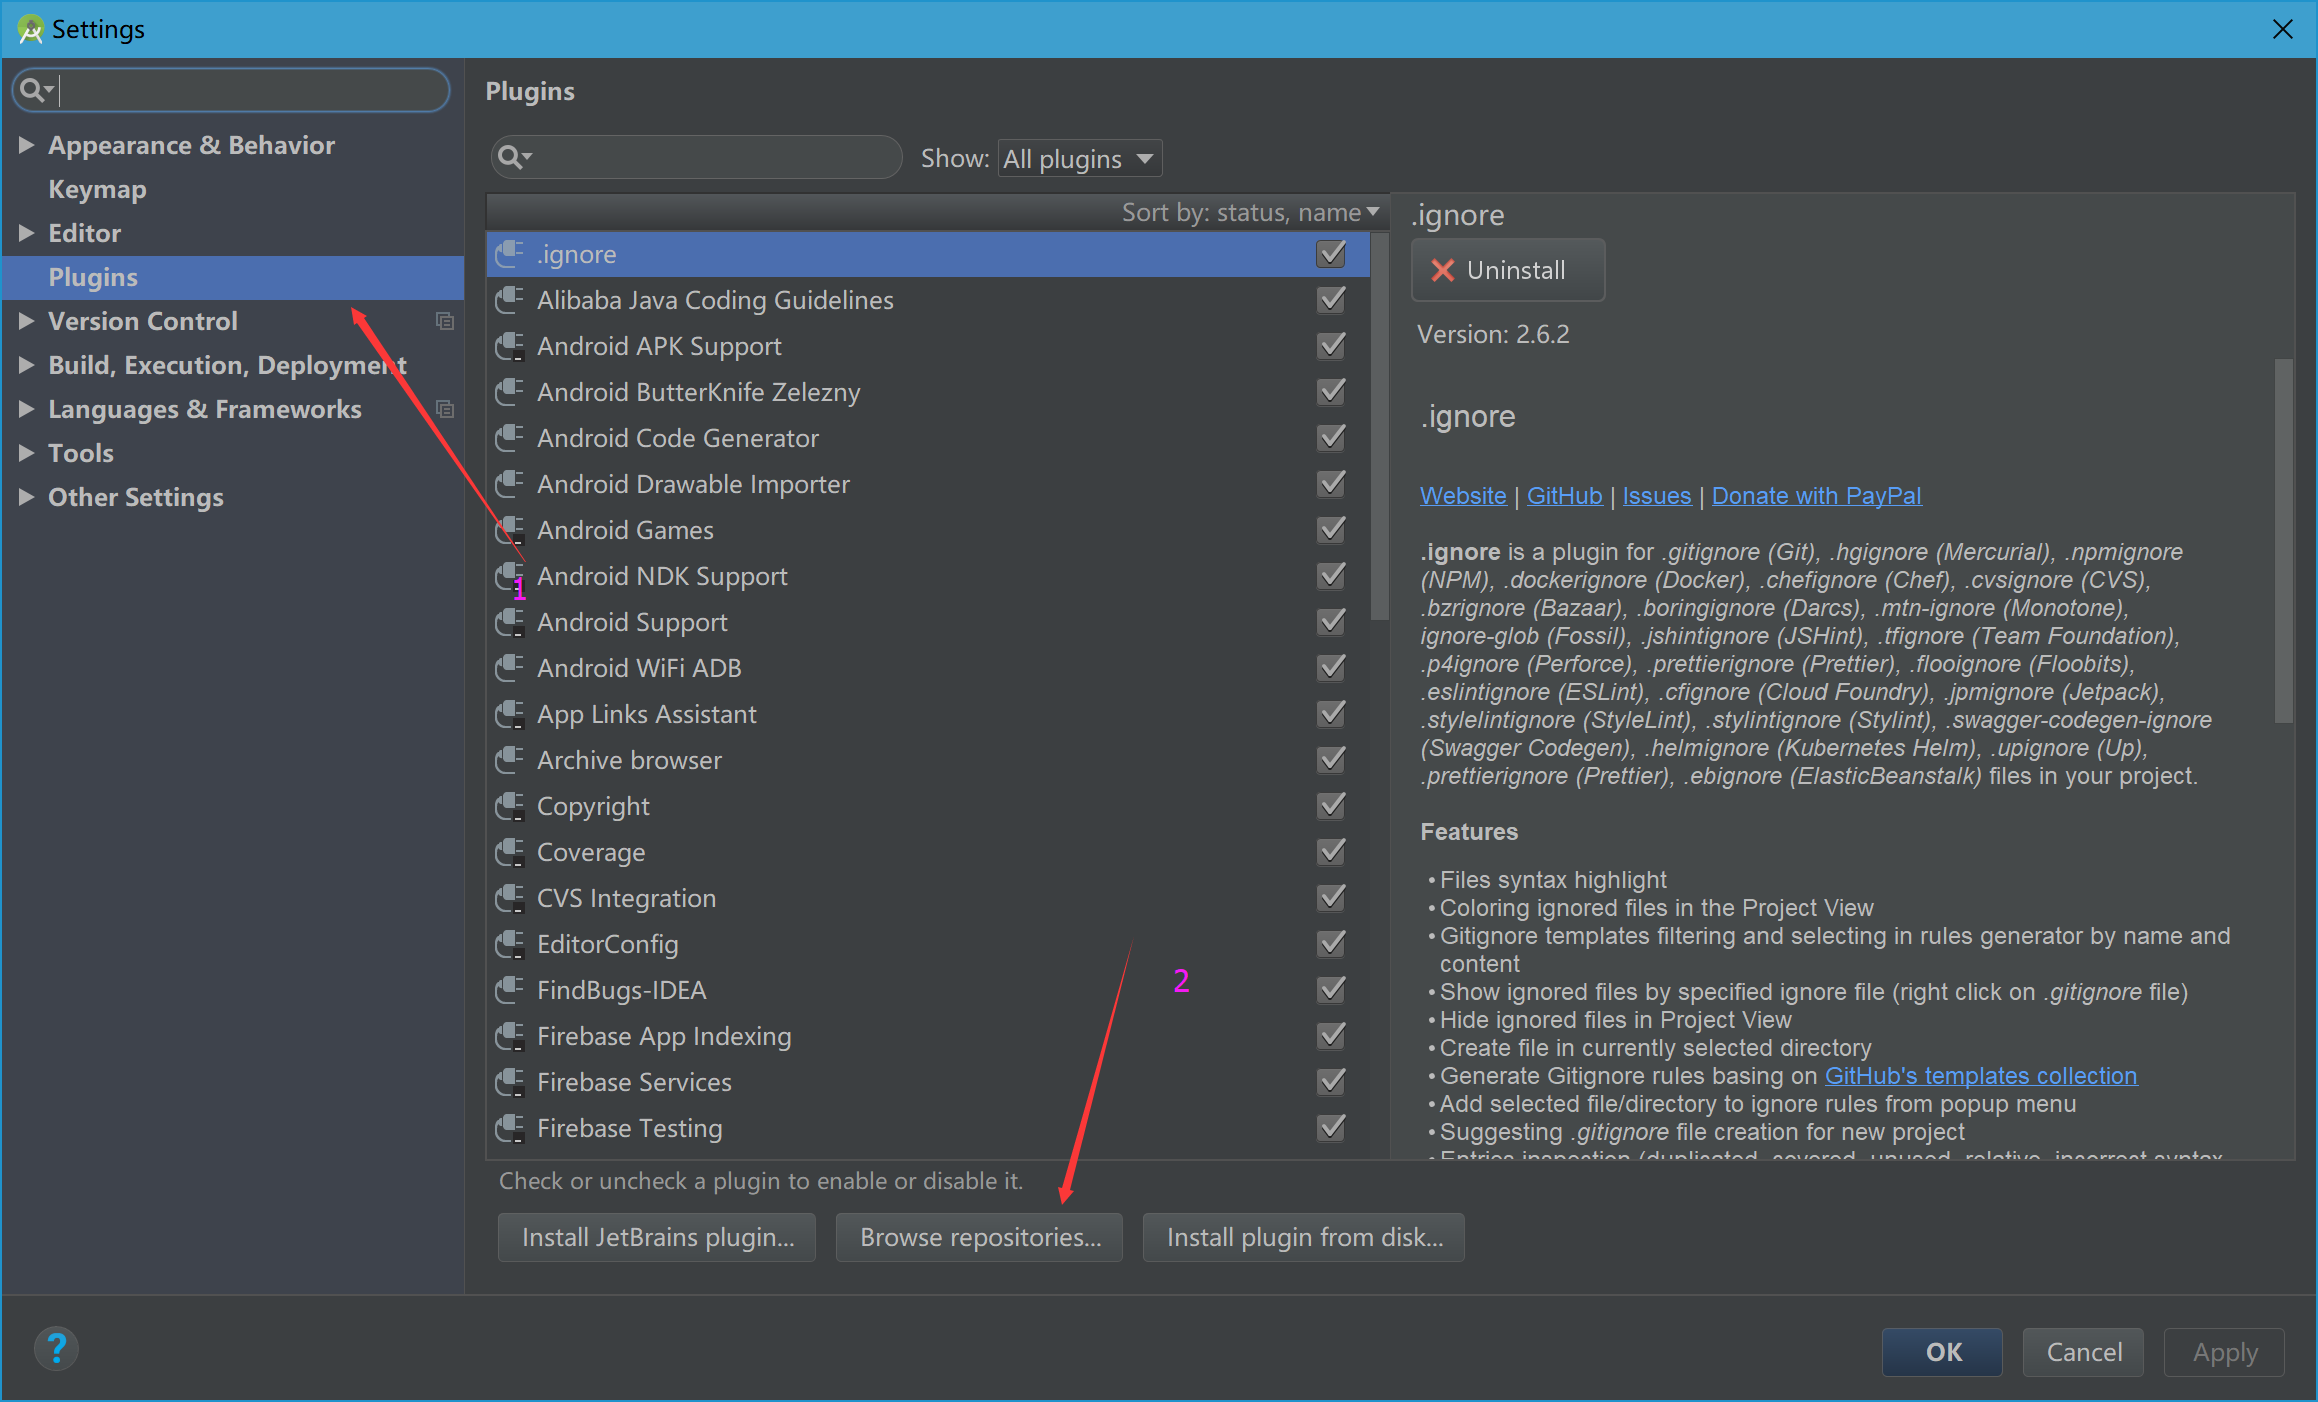 Settings
Appearance & Behavior
Keymap
Editor
Plugins
Version Control
Build, Execution, Deployment
Languages & Frameworks
Tools
Other Settings
Plugins
Show: All plugins
Sort by: status, name
.ignore
Alibaba Java Coding Guidelines
Android APK Support
Android ButterKnife Zelezny
Android Code Generator
Android Drawable Importer
Android Games
1
Android NDK Support
Android Support
Android WiFi ADB
App Links Assistant
Archive browser
Copyright
Coverage
CVS Integration
EditorConfig
2
FindBugs-IDEA
Firebase App Indexing
Firebase Services
Firebase Testing
Check or uncheck a plugin to enable or disable it.
Install JetBrains plugin...
Browse repositories...
Install plugin from disk...
.ignore
Uninstall
Version: 2.6.2
.ignore
Website | GitHub | Issues | Donate with PayPal
.ignore is a plugin for .gitignore (Git), .hgignore (Mercurial), .npmignore
(NPM), .dockerignore (Docker), .chefignore (Chef), .cvsignore (CVS),
.bzrignore (Bazaar), .boringignore (Darcs), .mtn-ignore (Monotone),
ignore-glob (Fossil), .jshintignore (JSHint), .tfignore (Team Foundation),
.p4ignore (Perforce), .prettierignore (Prettier), .flooignore (Floobits),
.eslintignore (ESLint), .cfignore (Cloud Foundry), .jpmignore (Jetpack),
.stylelintignore (StyleLint), .stylintignore (Stylint), .swagger-codegen-ignore
(Swagger Codegen), .helmignore (Kubernetes Helm), .upignore (Up),
.prettierignore (Prettier), .ebignore (ElasticBeanstalk) files in your project.
Features
• Files syntax highlight
• Coloring ignored files in the Project View
• Gitignore templates filtering and selecting in rules generator by name and
content
• Show ignored files by specified ignore file (right click on .gitignore file)
• Hide ignored files in Project View
• Create file in currently selected directory
• Generate Gitignore rules basing on GitHub's templates collection
• Add selected file/directory to ignore rules from popup menu
• Suggesting .gitignore file creation for new project
• Entries inspection (duplicated, covered, unused, relative, incorrect syntax
?
OK
Cancel
Apply